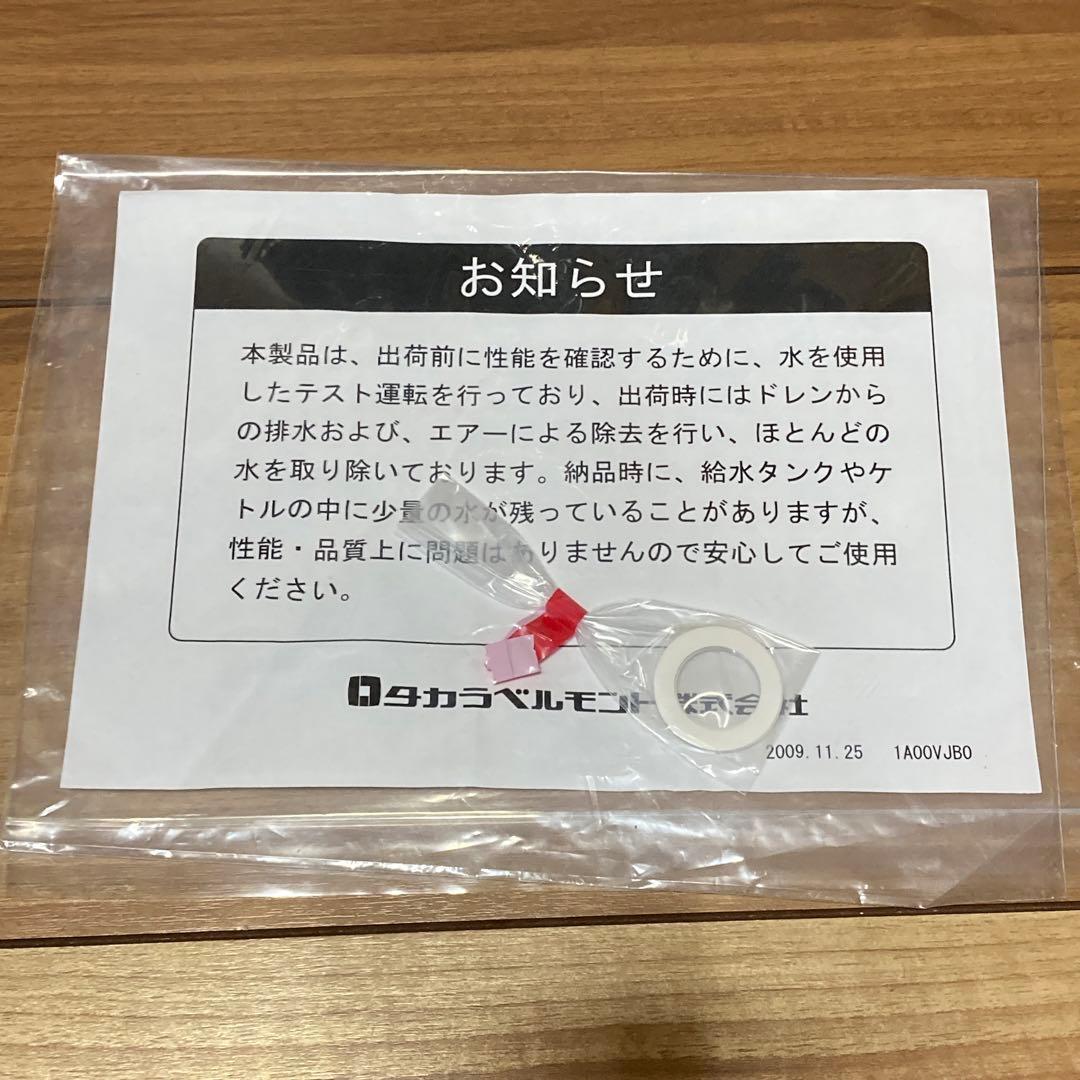 お知らせ
本製品は、出荷前に性能を確認するために、水を使用
したテスト運転を行っており、出荷時にはドレンから
の排水および、エアーによる除去を行い、ほとんどの
水を取り除いております。納品時に、給水タンクやケ
トルの中に少量の水が残っていることがありますが、
性能・品質上に問題はありませんので安心してご使用
ください。
タカラベルモント株式会社
2009.11.25 1A00VJB0